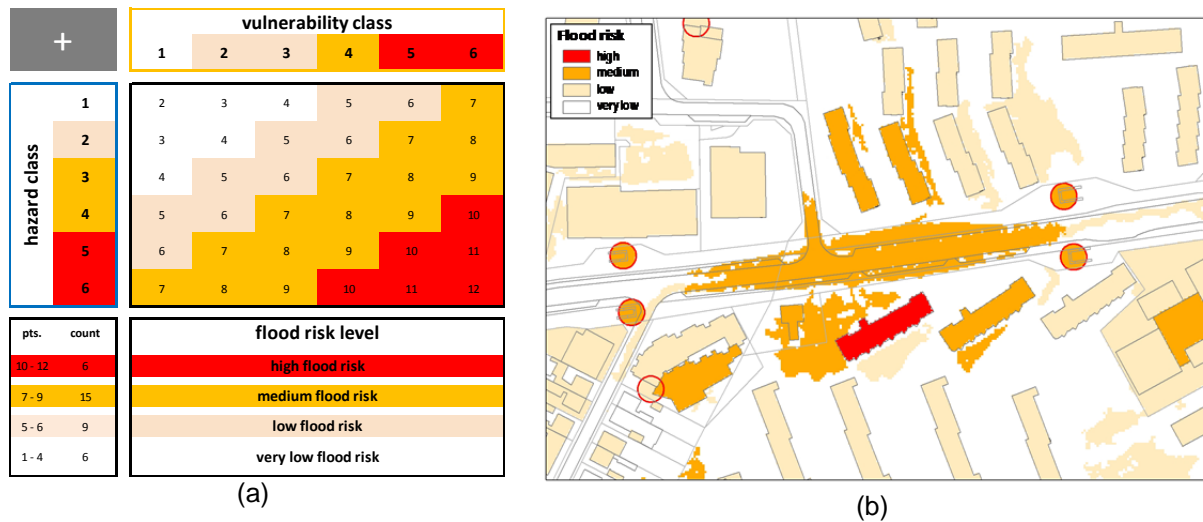 +
vulnerability class
1 2 3 4 5 6
hazard class
1 2 3 4 5 6 7
2 3 4 5 6 7 8
3 4 5 6 7 8 9
4 5 6 7 8 9 10
5 6 7 8 9 10 11
6 7 8 9 10 11 12
pts. count flood risk level
10 - 12 6 high flood risk
7 - 9 15 medium flood risk
5 - 6 9 low flood risk
1 - 4 6 very low flood risk
(a)
Flood risk
high
medium
low
very low
(b)